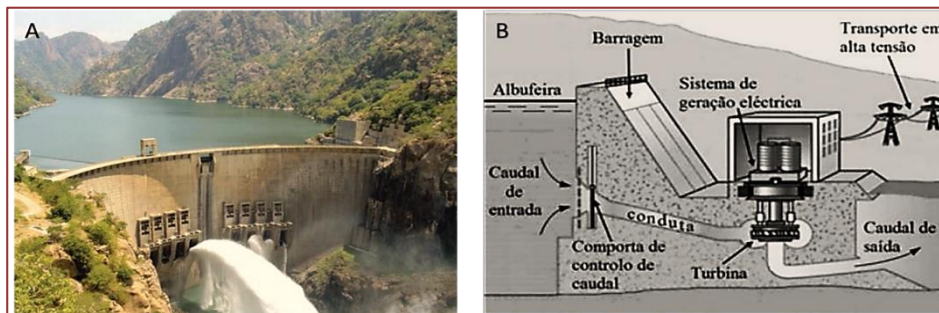 A
B
Barragem
Transporte em
alta tensão
Sistema de
geração eléctrica
Albufeira
Caudal
de
entrada
conduta
Comporta de
controlo de
caudal
Turbina
Caudal de
saída